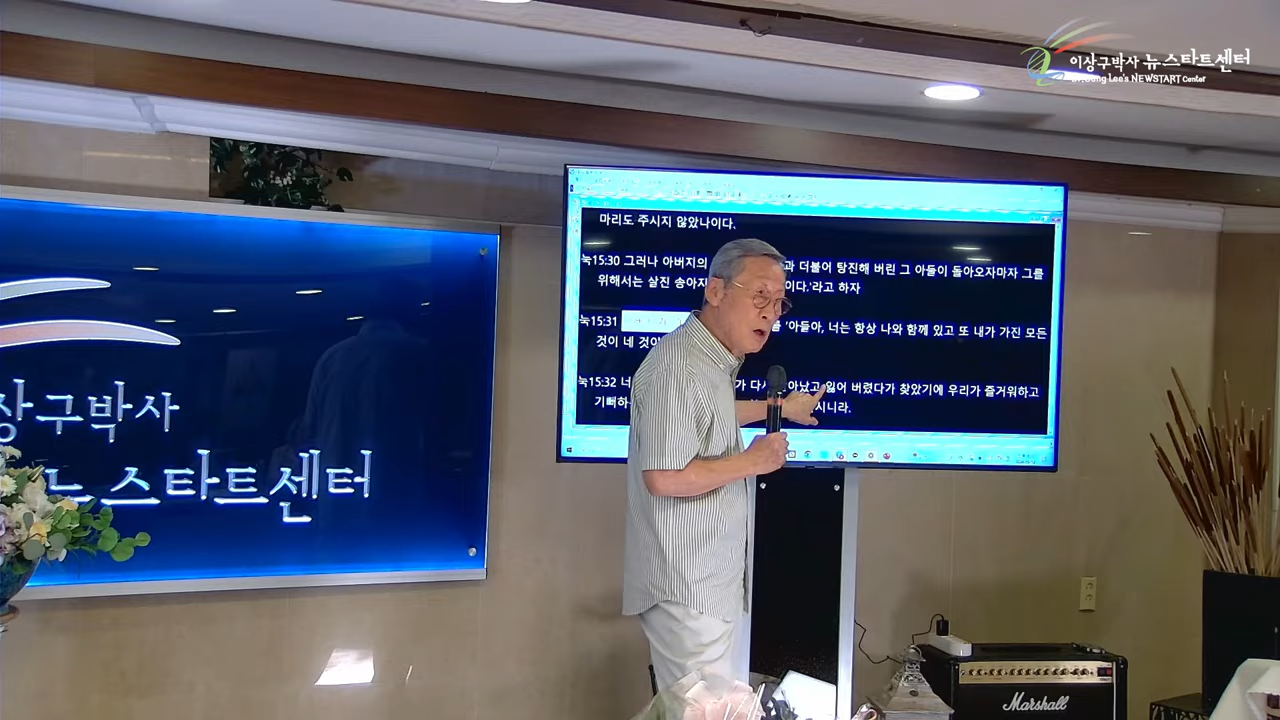 이상구박사 뉴스타트센터
Lee's NEWSTART Center
마리도 주시지 않았나이다.
눅15:30 그러나 아버지의 과 더불어 탕진해 버린 그 아들이 돌아오자마자 그를
위해서는 살진 송아지 이다.'라고 하자
눅15:31 '아들아, 너는 항상 나와 함께 있고 또 내가 가진 모든
것이 네 것이
눅15:32 너 가 다시 아났고 잃어 버렸다가 찾았기에 우리가 즐거워하고
기뻐하 시니라.
상구박사
뉴스타트센터
Marshall